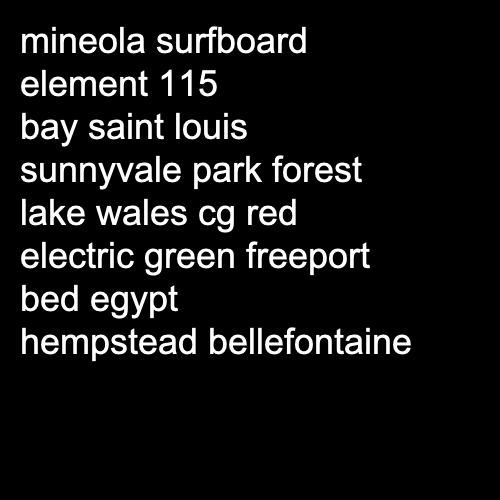 mineola surfboard
element 115
bay saint louis
sunnyvale park forest
lake wales cg red
electric green freeport
bed egypt
hempstead bellefontaine